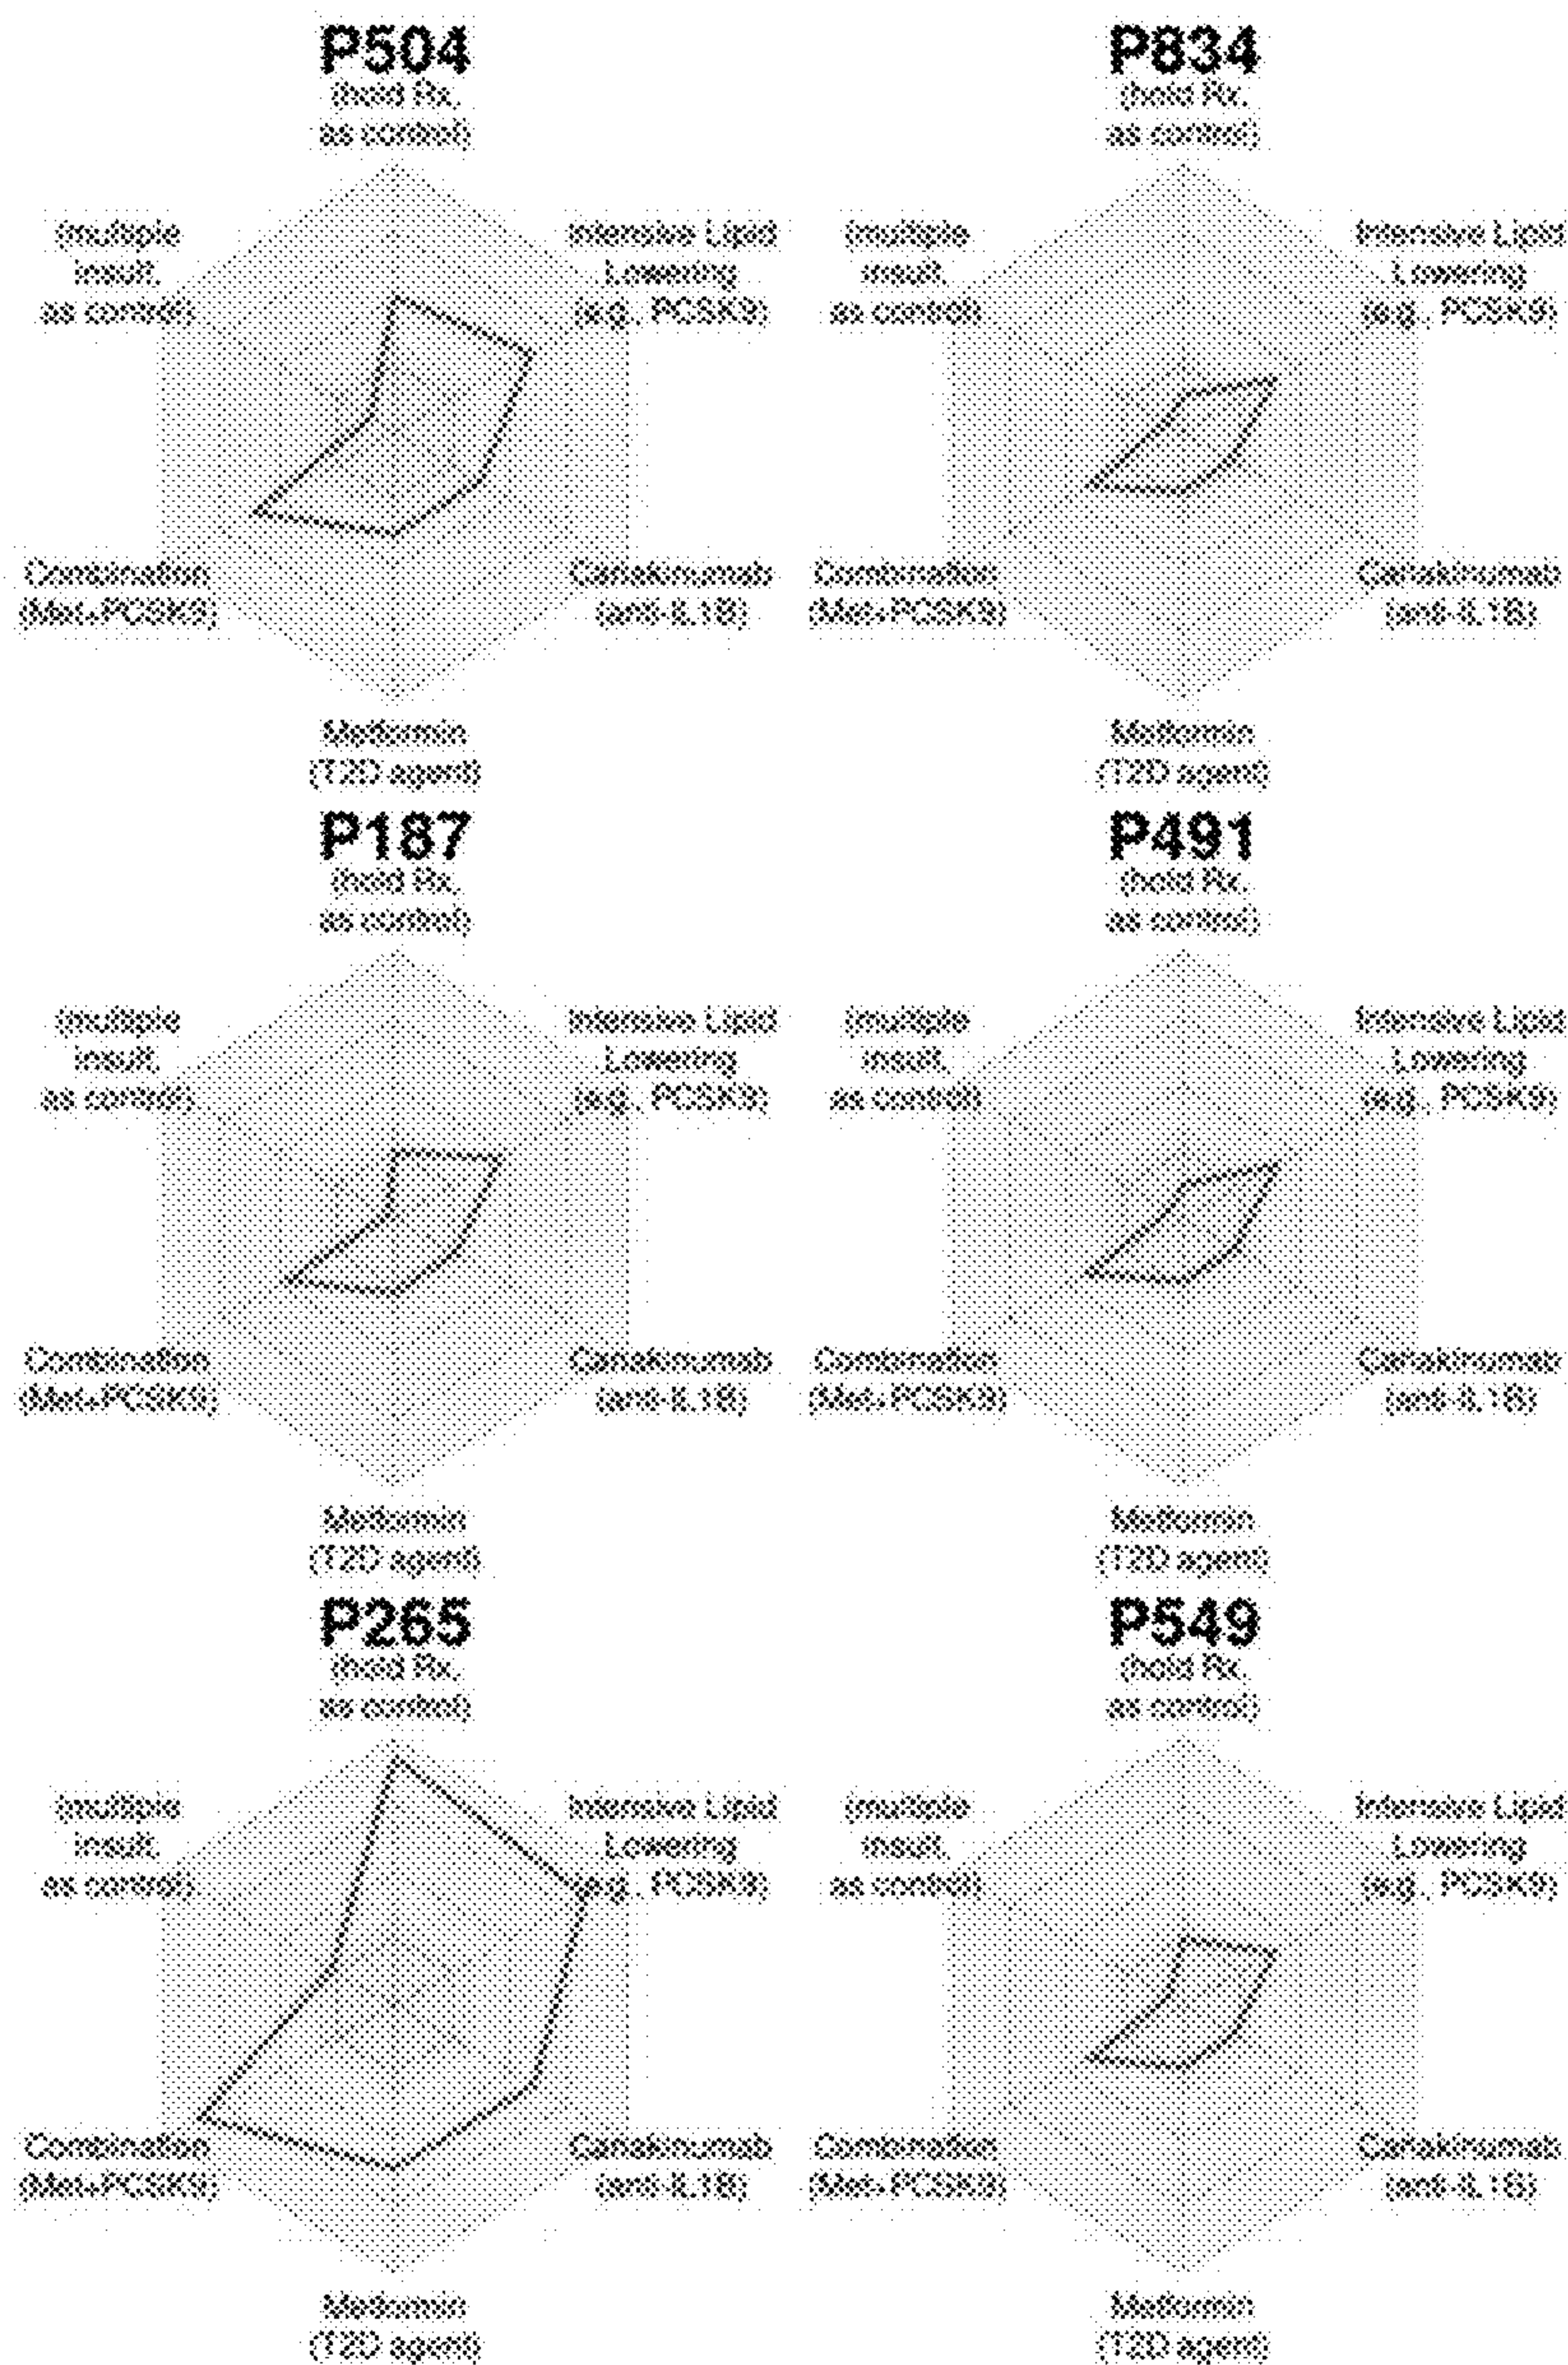 P504
(hold Rx,
as control)
Intensive Lipid
Lowering
(e.g., PCSK9)
Canakinumab
(anti-IL1B)
Metformin
(T2D agent)
Combination
(Met+PCSK9)
(multiple
insult,
as control)
P834
(hold Rx,
as control)
Intensive Lipid
Lowering
(e.g., PCSK9)
Canakinumab
(anti-IL1B)
Metformin
(T2D agent)
Combination
(Met+PCSK9)
(multiple
insult,
as control)
P187
(hold Rx,
as control)
Intensive Lipid
Lowering
(e.g., PCSK9)
Canakinumab
(anti-IL1B)
Metformin
(T2D agent)
Combination
(Met+PCSK9)
(multiple
insult,
as control)
P491
(hold Rx,
as control)
Intensive Lipid
Lowering
(e.g., PCSK9)
Canakinumab
(anti-IL1B)
Metformin
(T2D agent)
Combination
(Met+PCSK9)
(multiple
insult,
as control)
P265
(hold Rx,
as control)
Intensive Lipid
Lowering
(e.g., PCSK9)
Canakinumab
(anti-IL1B)
Metformin
(T2D agent)
Combination
(Met+PCSK9)
(multiple
insult,
as control)
P549
(hold Rx,
as control)
Intensive Lipid
Lowering
(e.g., PCSK9)
Canakinumab
(anti-IL1B)
Metformin
(T2D agent)
Combination
(Met+PCSK9)
(multiple
insult,
as control)